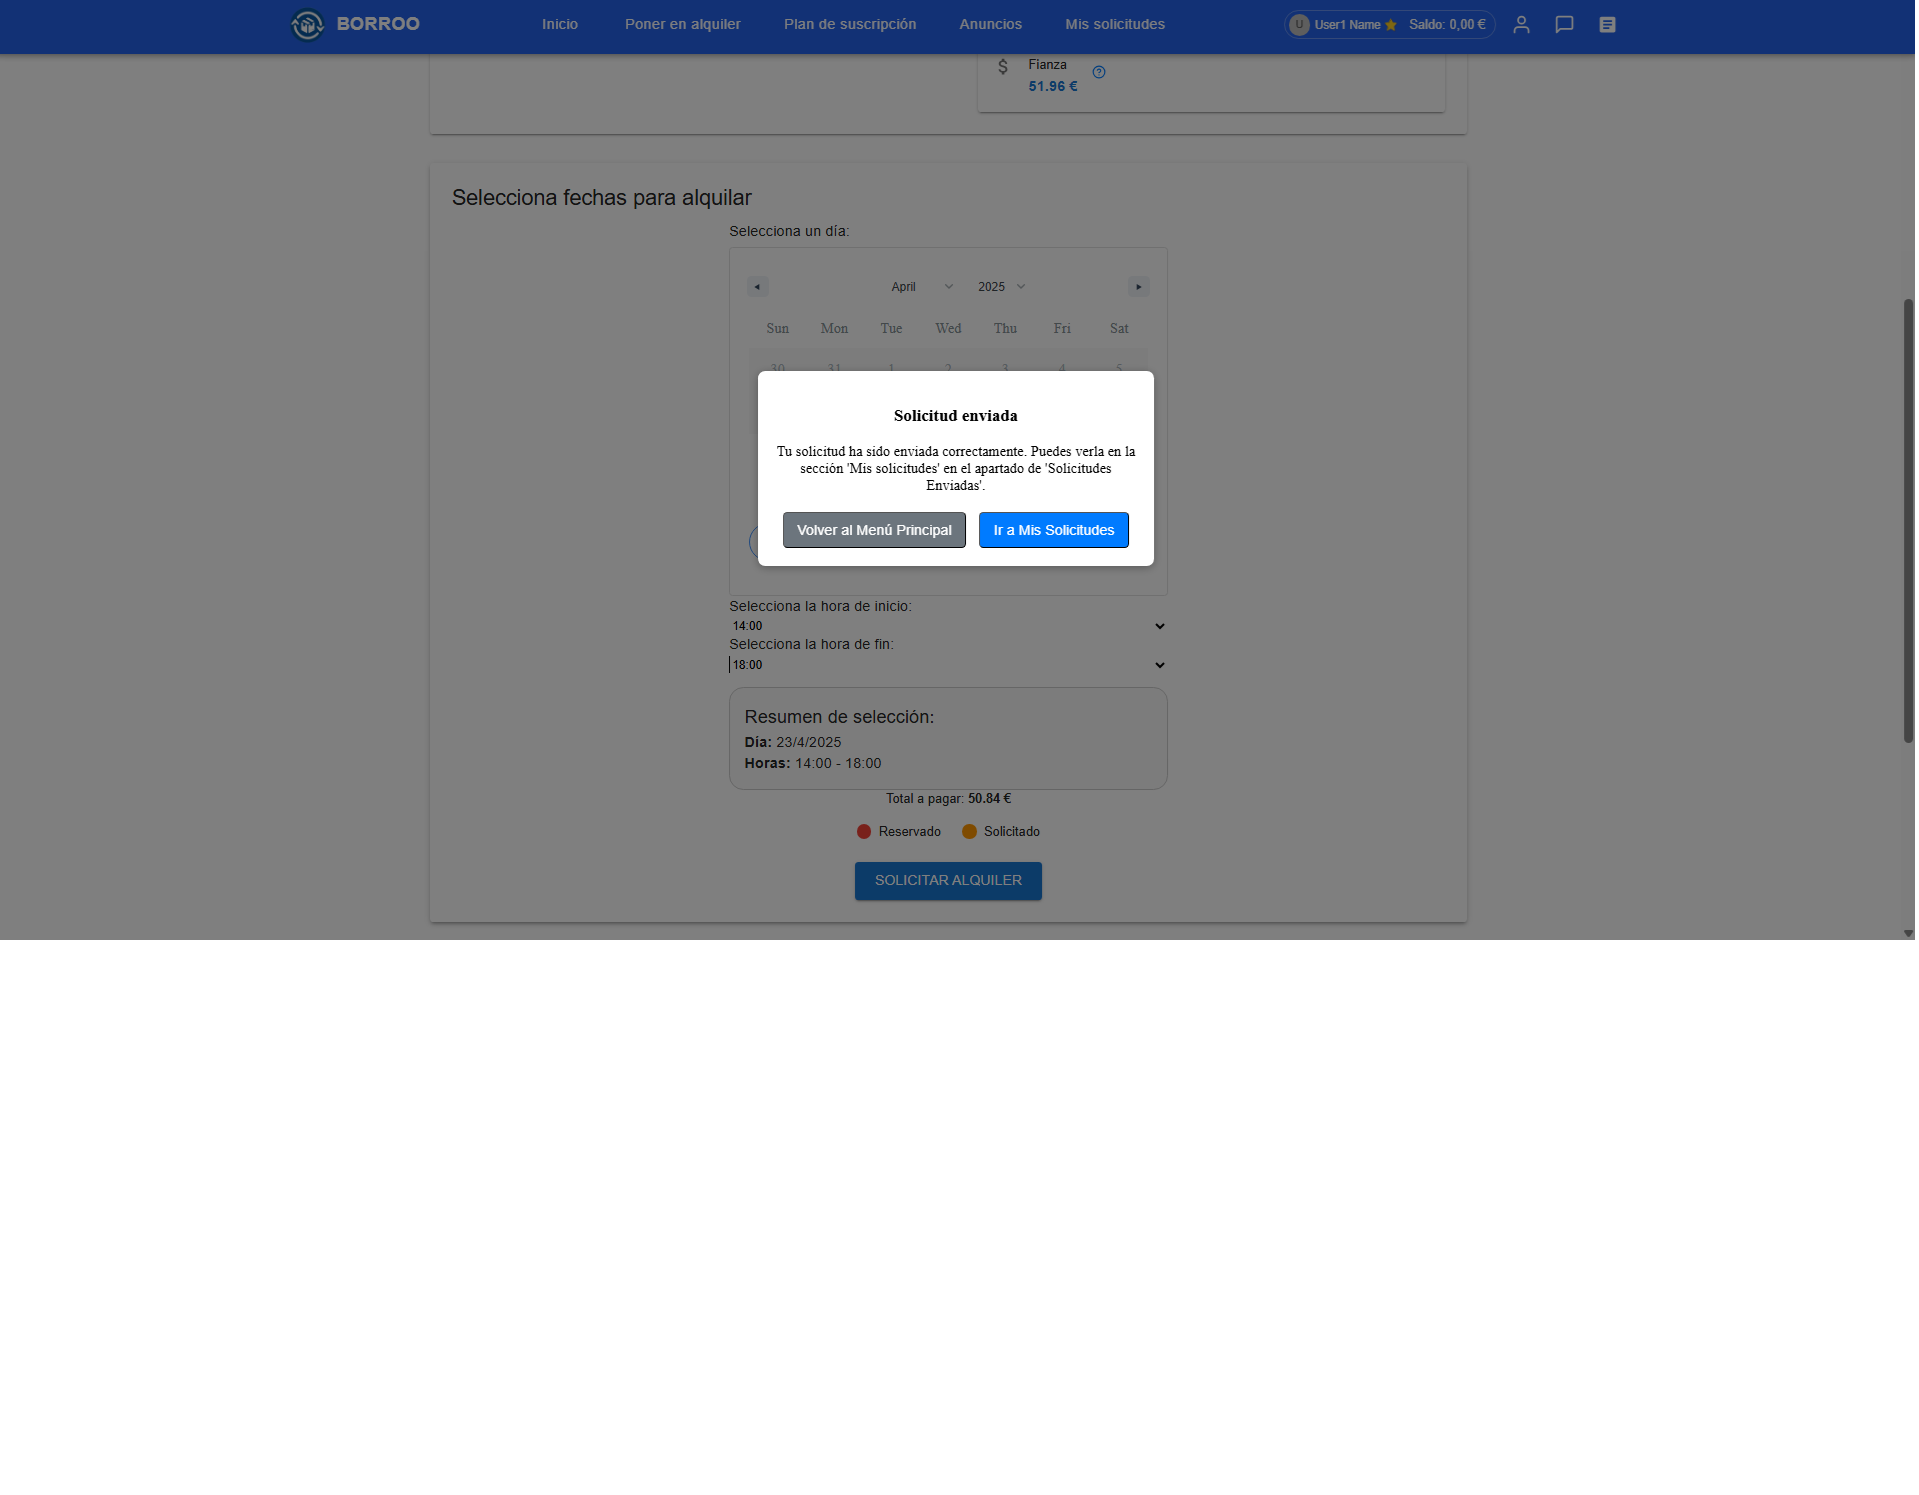 BORROO
Inicio
Poner en alquiler
Plan de suscripción
Anuncios
Mis solicitudes
U User1 Name Saldo: 0,00 €
Fianza
51.96 €
Selecciona fechas para alquilar
Selecciona un día:
April 2025
Sun Mon Tue Wed Thu Fri Sat
30 31 1 2 3 4 5
Solicitud enviada
Tu solicitud ha sido enviada correctamente. Puedes verla en la
sección 'Mis solicitudes' en el apartado de 'Solicitudes
Enviadas'.
Volver al Menú Principal
Ir a Mis Solicitudes
Selecciona la hora de inicio:
14:00
Selecciona la hora de fin:
18:00
Resumen de selección:
Día: 23/4/2025
Horas: 14:00 - 18:00
Total a pagar: 50.84 €
Reservado
Solicitado
SOLICITAR ALQUILER